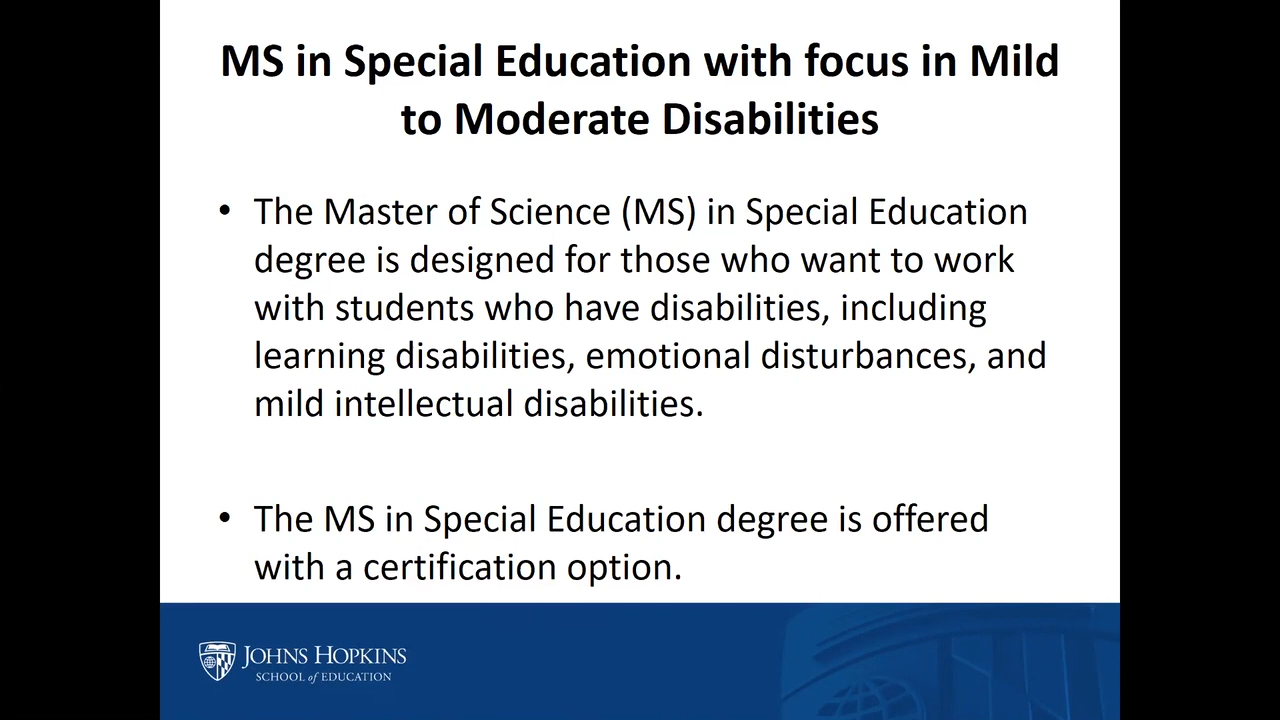 MS in Special Education with focus in Mild
to Moderate Disabilities
• The Master of Science (MS) in Special Education
degree is designed for those who want to work
with students who have disabilities, including
learning disabilities, emotional disturbances, and
mild intellectual disabilities.
• The MS in Special Education degree is offered
with a certification option.
JOHNS HOPKINS
SCHOOL of EDUCATION